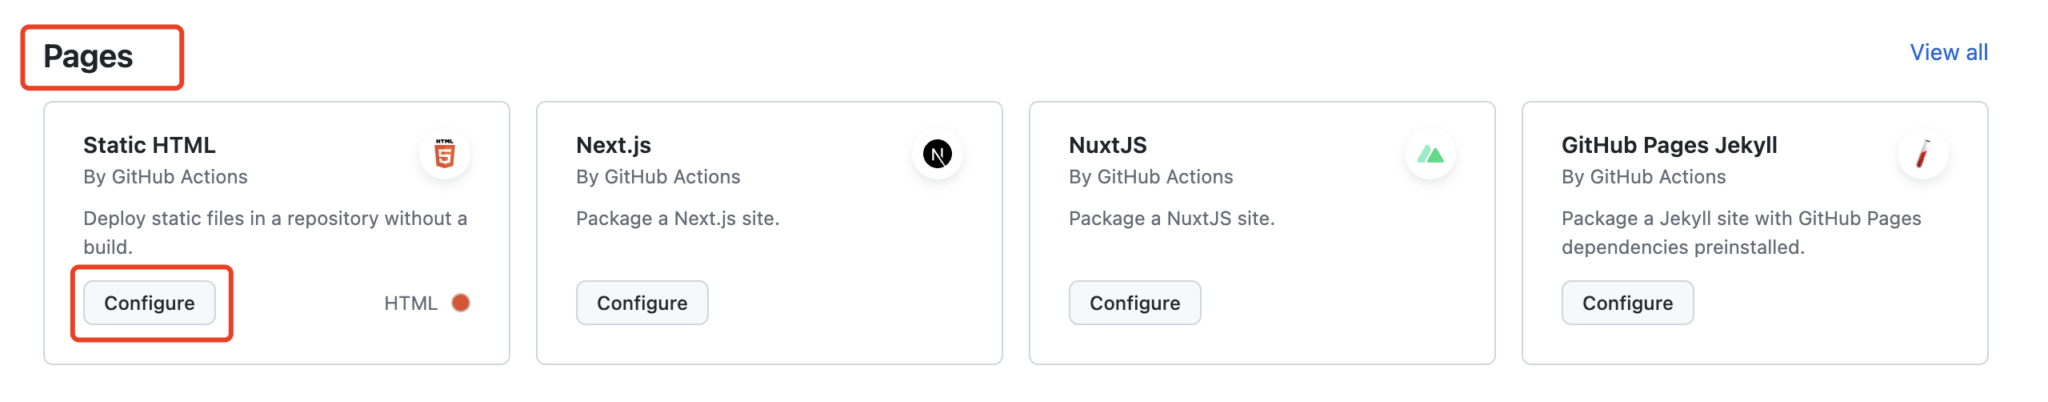 Pages
View all
Static HTML
HTML
5
By GitHub Actions
Deploy static files in a repository without a
build.
Configure
HTML
Next.js
N
By GitHub Actions
Package a Next.js site.
Configure
NuxtJS
By GitHub Actions
Package a NuxtJS site.
Configure
GitHub Pages Jekyll
By GitHub Actions
Package a Jekyll site with GitHub Pages
dependencies preinstalled.
Configure